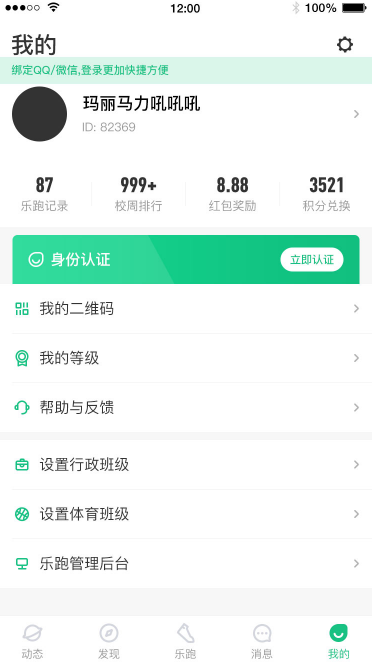 12:00
100%
我的
绑定QQ/微信,登录更加快捷方便
玛丽马力吼吼吼
ID: 82369
87 999+ 8.88 3521
乐跑记录 校周排行 红包奖励 积分兑换
身份认证 立即认证
我的二维码
我的等级
帮助与反馈
设置行政班级
设置体育班级
乐跑管理后台
动态 发现 乐跑 消息 我的